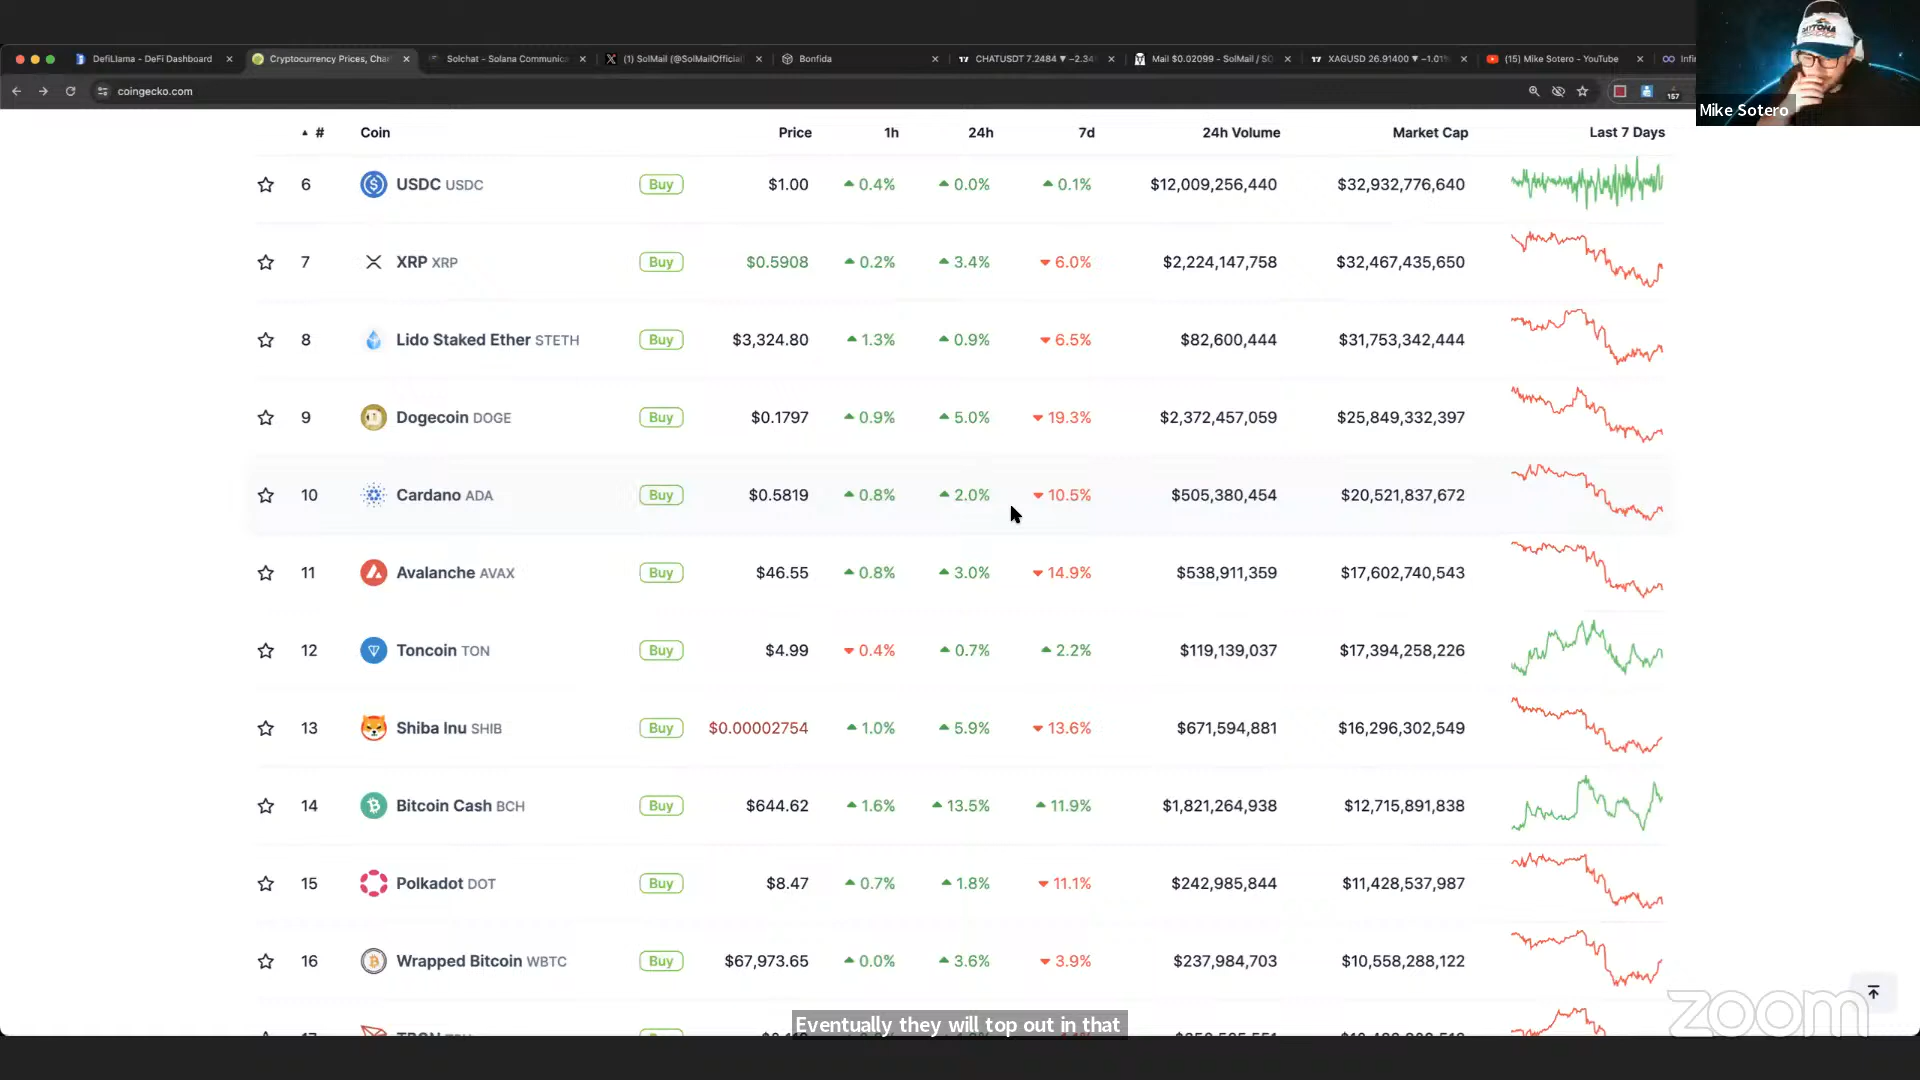 DefiLlama - DeFi Dashboard
Cryptocurrency Prices, Char
Solchat - Solana Communica
(1) SolMail (@SolMailOfficial
Bonfida
CHATUSDT 7.2484 ▼ −2.34
Mail $0.02099 - SolMail / SO
XAGUSD 26.91400 ▼ −1.01%
(15) Mike Sotero - YouTube
Infin
coingecko.com
157
Mike Sotero
# Coin Price 1h 24h 7d 24h Volume Market Cap Last 7 Days
6 USDC USDC Buy $1.00 0.4% 0.0% 0.1% $12,009,256,440 $32,932,776,640
7 XRP XRP Buy $0.5908 0.2% 3.4% 6.0% $2,224,147,758 $32,467,435,650
8 Lido Staked Ether STETH Buy $3,324.80 1.3% 0.9% 6.5% $82,600,444 $31,753,342,444
9 Dogecoin DOGE Buy $0.1797 0.9% 5.0% 19.3% $2,372,457,059 $25,849,332,397
10 Cardano ADA Buy $0.5819 0.8% 2.0% 10.5% $505,380,454 $20,521,837,672
11 Avalanche AVAX Buy $46.55 0.8% 3.0% 14.9% $538,911,359 $17,602,740,543
12 Toncoin TON Buy $4.99 0.4% 0.7% 2.2% $119,139,037 $17,394,258,226
13 Shiba Inu SHIB Buy $0.00002754 1.0% 5.9% 13.6% $671,594,881 $16,296,302,549
14 Bitcoin Cash BCH Buy $644.62 1.6% 13.5% 11.9% $1,821,264,938 $12,715,891,838
15 Polkadot DOT Buy $8.47 0.7% 1.8% 11.1% $242,985,844 $11,428,537,987
16 Wrapped Bitcoin WBTC Buy $67,973.65 0.0% 3.6% 3.9% $237,984,703 $10,558,288,122
Eventually they will top out in that
zoom